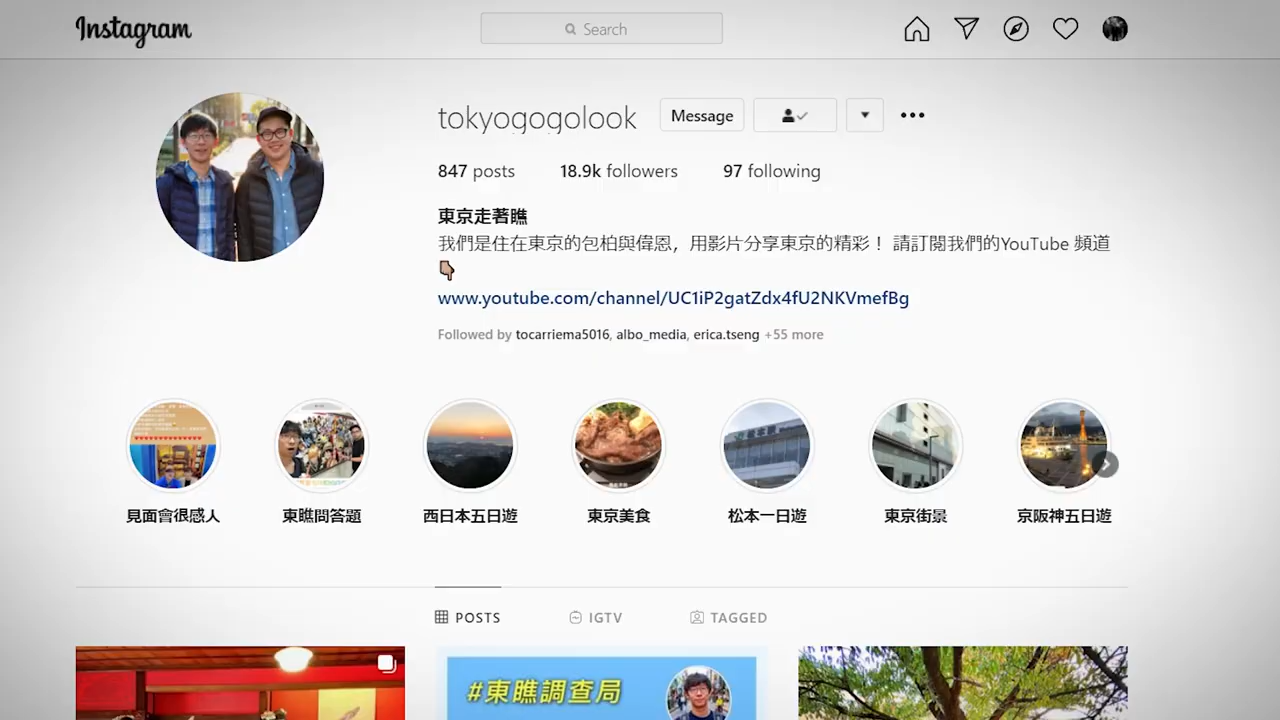 Instagram
Search
tokyogogolook
Message
847 posts 18.9k followers 97 following
東京走著瞧
我們是住在東京的包柏與偉恩，用影片分享東京的精彩！ 請訂閱我們的YouTube 頻道
👇🏽
www.youtube.com/channel/UC1iP2gatZdx4fU2NKVmefBg
Followed by tocarriema5016, albo_media, erica.tseng +55 more
見面會很感人 東瞧問答題 西日本五日遊 東京美食 松本一日遊 東京街景 京阪神五日遊
POSTS IGTV TAGGED
#東瞧調查局